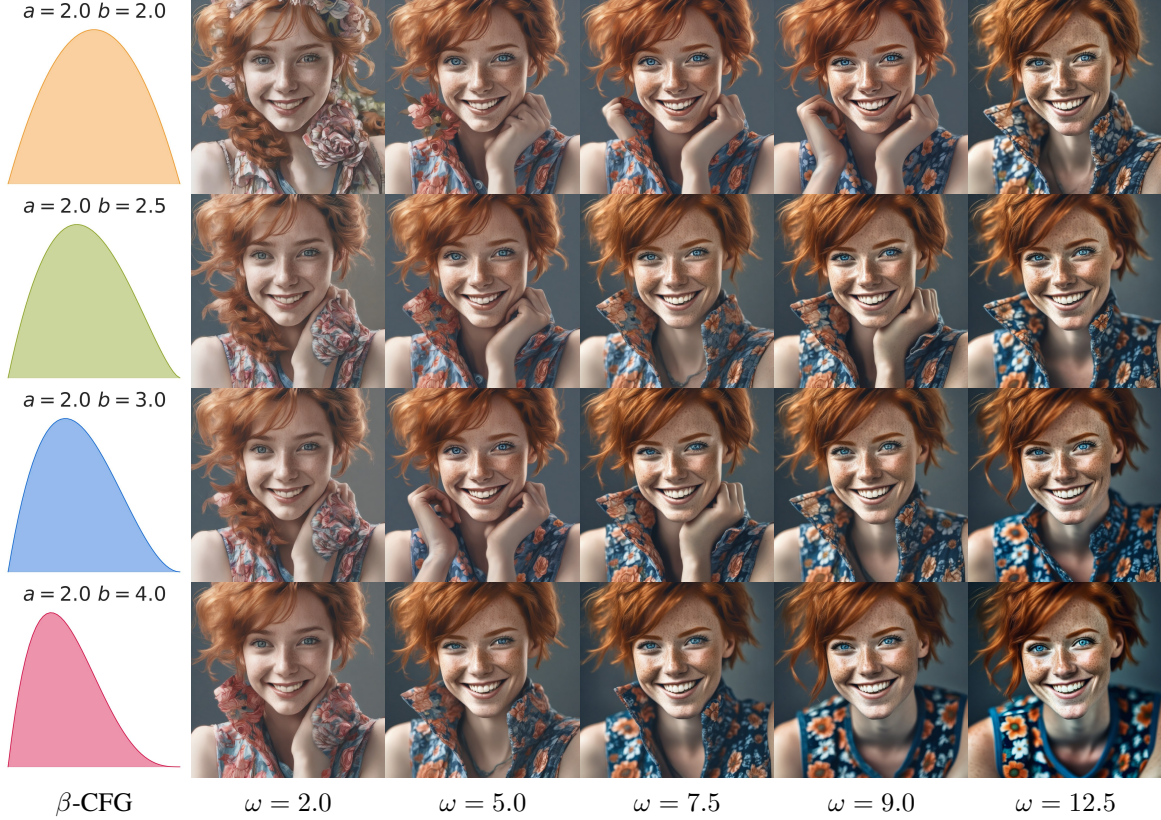 a = 2.0 b = 2.0
a = 2.0 b = 2.5
a = 2.0 b = 3.0
a = 2.0 b = 4.0
β-CFG ω = 2.0 ω = 5.0 ω = 7.5 ω = 9.0 ω = 12.5